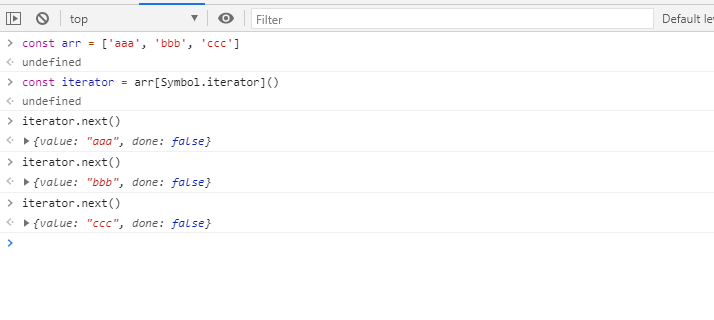 top Filter Default le
const arr = ['aaa', 'bbb', 'ccc']
undefined
const iterator = arr[Symbol.iterator]()
undefined
iterator.next()
{value: "aaa", done: false}
iterator.next()
{value: "bbb", done: false}
iterator.next()
{value: "ccc", done: false}